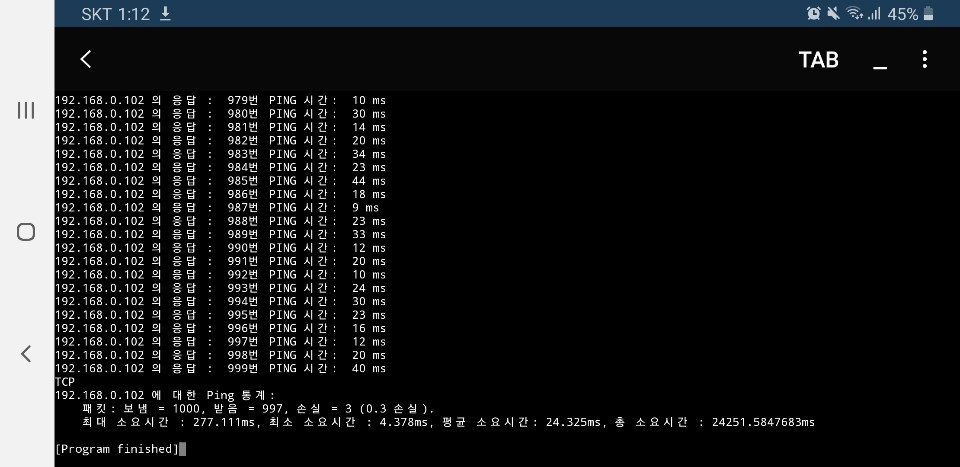 SKT 1:12 45%
TAB
192.168.0.102 의 응답 : 979번 PING 시간: 10 ms
192.168.0.102 의 응답 : 980번 PING 시간: 30 ms
192.168.0.102 의 응답 : 981번 PING 시간: 14 ms
192.168.0.102 의 응답 : 982번 PING 시간: 20 ms
192.168.0.102 의 응답 : 983번 PING 시간: 34 ms
192.168.0.102 의 응답 : 984번 PING 시간: 23 ms
192.168.0.102 의 응답 : 985번 PING 시간: 44 ms
192.168.0.102 의 응답 : 986번 PING 시간: 18 ms
192.168.0.102 의 응답 : 987번 PING 시간: 9 ms
192.168.0.102 의 응답 : 988번 PING 시간: 23 ms
192.168.0.102 의 응답 : 989번 PING 시간: 33 ms
192.168.0.102 의 응답 : 990번 PING 시간: 12 ms
192.168.0.102 의 응답 : 991번 PING 시간: 20 ms
192.168.0.102 의 응답 : 992번 PING 시간: 10 ms
192.168.0.102 의 응답 : 993번 PING 시간: 24 ms
192.168.0.102 의 응답 : 994번 PING 시간: 30 ms
192.168.0.102 의 응답 : 995번 PING 시간: 23 ms
192.168.0.102 의 응답 : 996번 PING 시간: 16 ms
192.168.0.102 의 응답 : 997번 PING 시간: 12 ms
192.168.0.102 의 응답 : 998번 PING 시간: 20 ms
192.168.0.102 의 응답 : 999번 PING 시간: 40 ms
TCP
192.168.0.102 에 대한 Ping 통계:
패킷: 보냄 = 1000, 받음 = 997, 손실 = 3 (0.3 손실).
최대 소요시간 : 277.111ms, 최소 소요시간 : 4.378ms, 평균 소요시간: 24.325ms, 총 소요시간 : 24251.5847683ms
[Program finished]